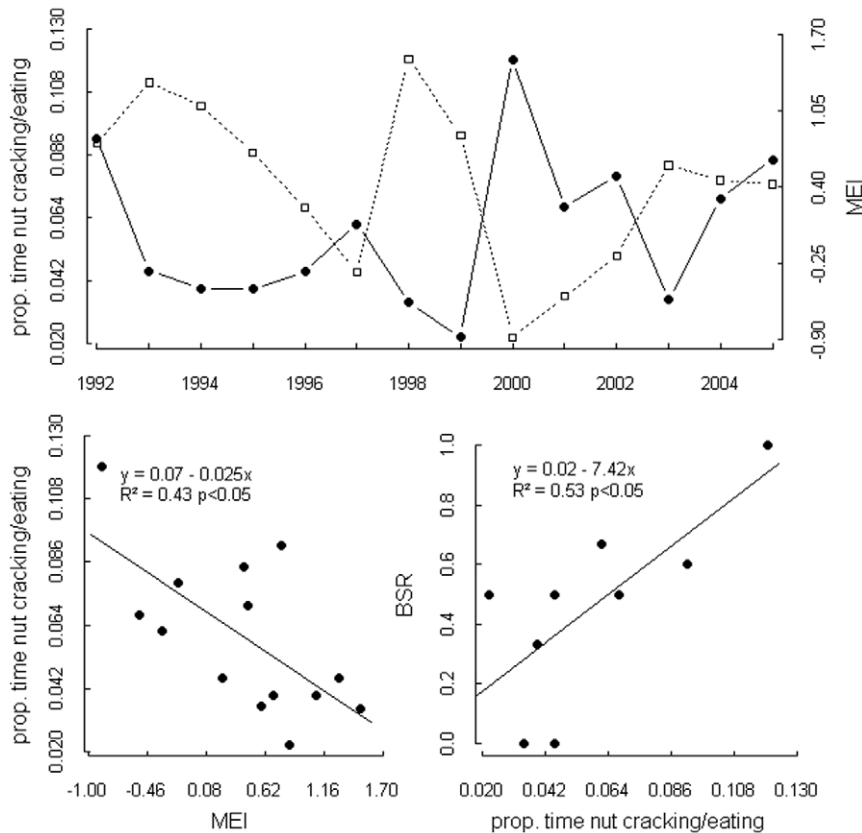 prop. time nut cracking/eating
0.130
0.108
0.086
0.064
0.042
0.020
1.70
1.05
0.40
-0.25
-0.90
MEI
1992 1994 1996 1998 2000 2002 2004
prop. time nut cracking/eating
0.130
0.108
0.086
0.064
0.042
0.020
y = 0.07 - 0.025x
R² = 0.43 p<0.05
-1.00 -0.46 0.08 0.62 1.16 1.70
MEI
BSR
1.0
0.8
0.6
0.4
0.2
0.0
y = 0.02 - 7.42x
R² = 0.53 p<0.05
0.020 0.042 0.064 0.086 0.108 0.130
prop. time nut cracking/eating